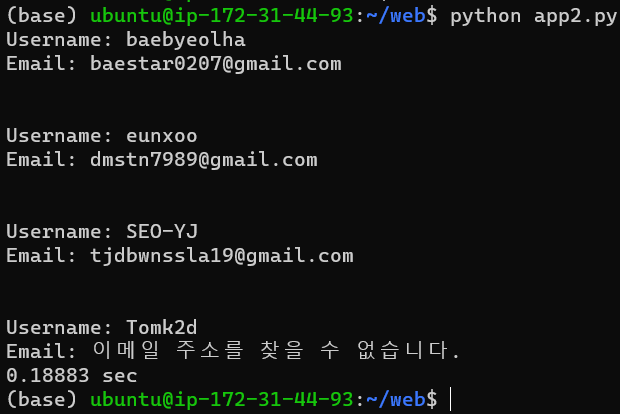 (base) ubuntu@ip-172-31-44-93:~/web$ python app2.py
Username: baebyeolha
Email: baestar0207@gmail.com
Username: eunxoo
Email: dmstn7989@gmail.com
Username: SEO-YJ
Email: tjdbwnssla19@gmail.com
Username: Tomk2d
Email: 이메일 주소를 찾을 수 없습니다.
0.18883 sec
(base) ubuntu@ip-172-31-44-93:~/web$